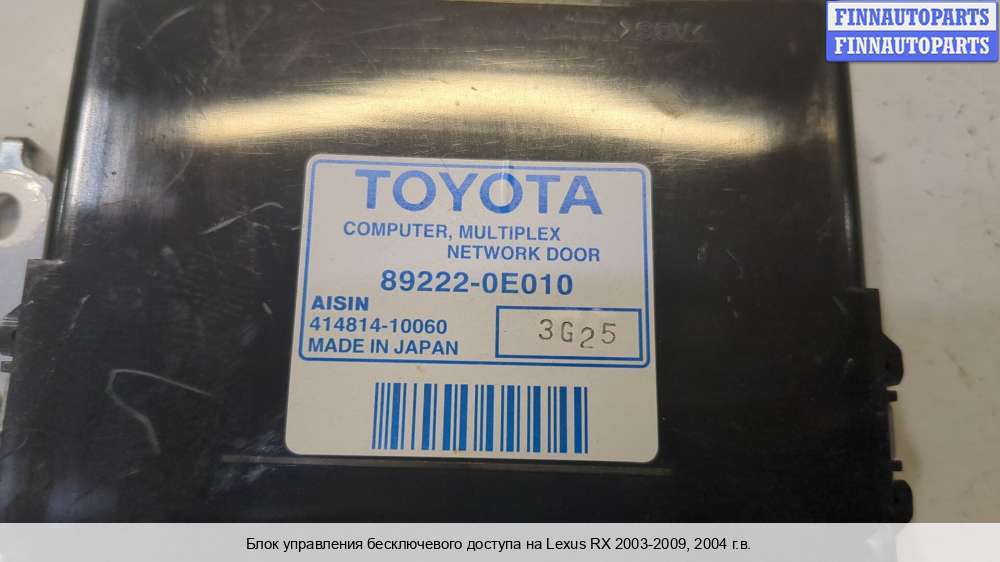 FINNAUTOPARTS
FINNAUTOPARTS
>ABS<
TOYOTA
COMPUTER, MULTIPLEX
NETWORK DOOR
89222-0E010
AISIN
414814-10060
3G25
MADE IN JAPAN
Блок управления бесключевого доступа на Lexus RX 2003-2009, 2004 г.в.